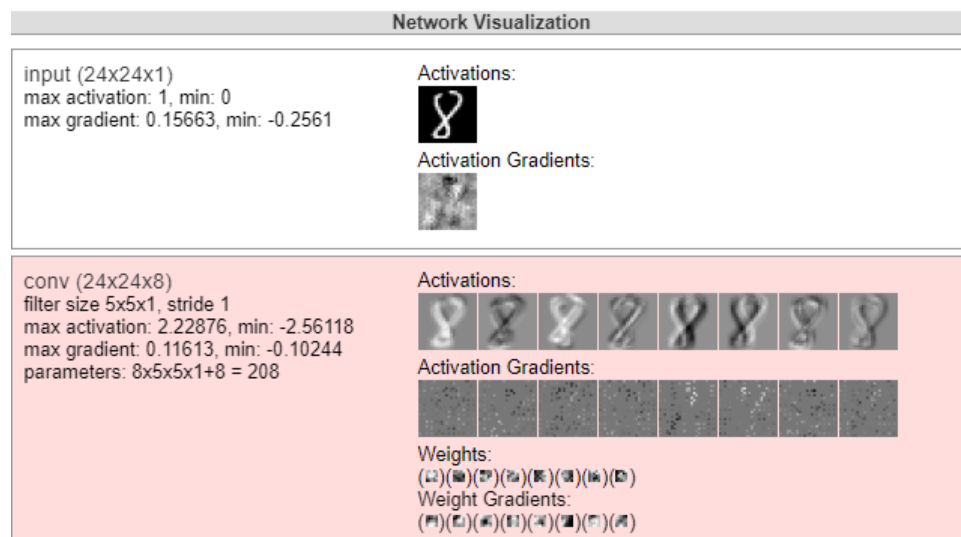 Network Visualization
input (24x24x1)
max activation: 1, min: 0
max gradient: 0.15663, min: -0.2561
Activations:
Activation Gradients:
conv (24x24x8)
filter size 5x5x1, stride 1
max activation: 2.22876, min: -2.56118
max gradient: 0.11613, min: -0.10244
parameters: 8x5x5x1+8 = 208
Activations:
Activation Gradients:
Weights:
()()()()()()()()
Weight Gradients:
()()()()()()()()